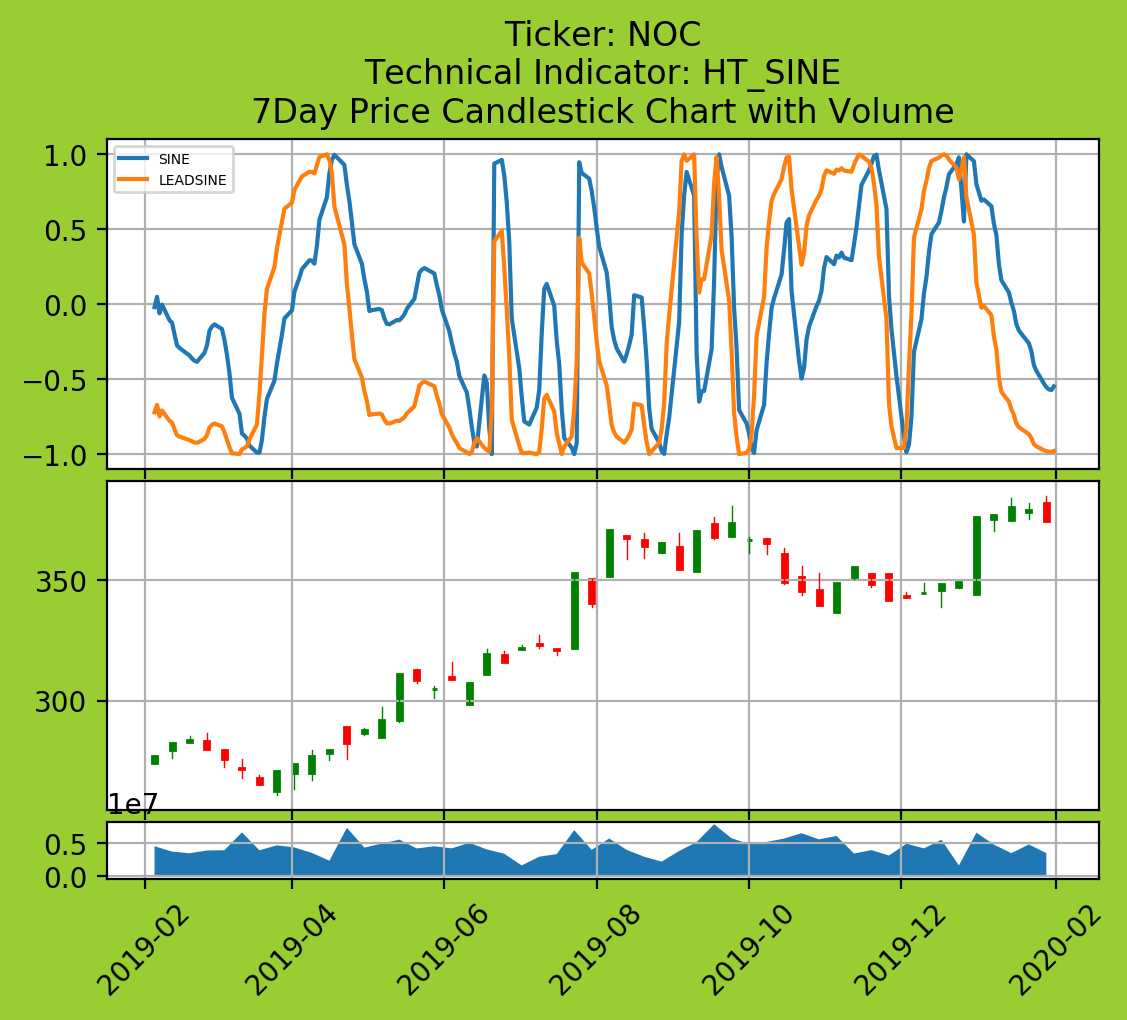 Ticker: NOC
Technical Indicator: HT_SINE
7Day Price Candlestick Chart with Volume
1.0
0.5
0.0
−0.5
−1.0
SINE
LEADSINE
350
300
1e7
0.5
0.0
2019-02
2019-04
2019-06
2019-08
2019-10
2019-12
2020-02